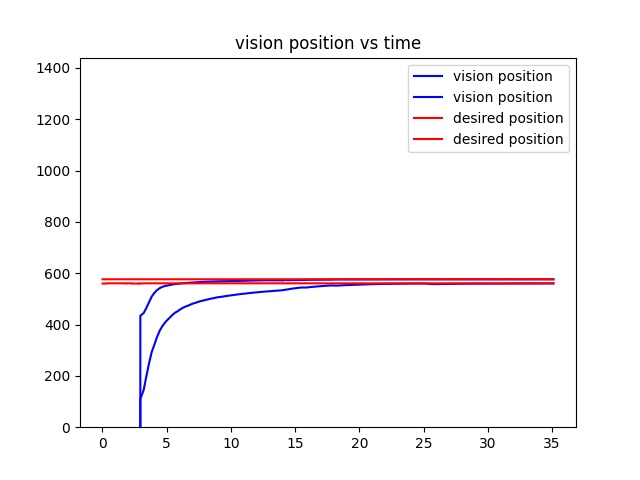 vision position vs time
1400
1200
1000
800
600
400
200
0
vision position
vision position
desired position
desired position
0 5 10 15 20 25 30 35